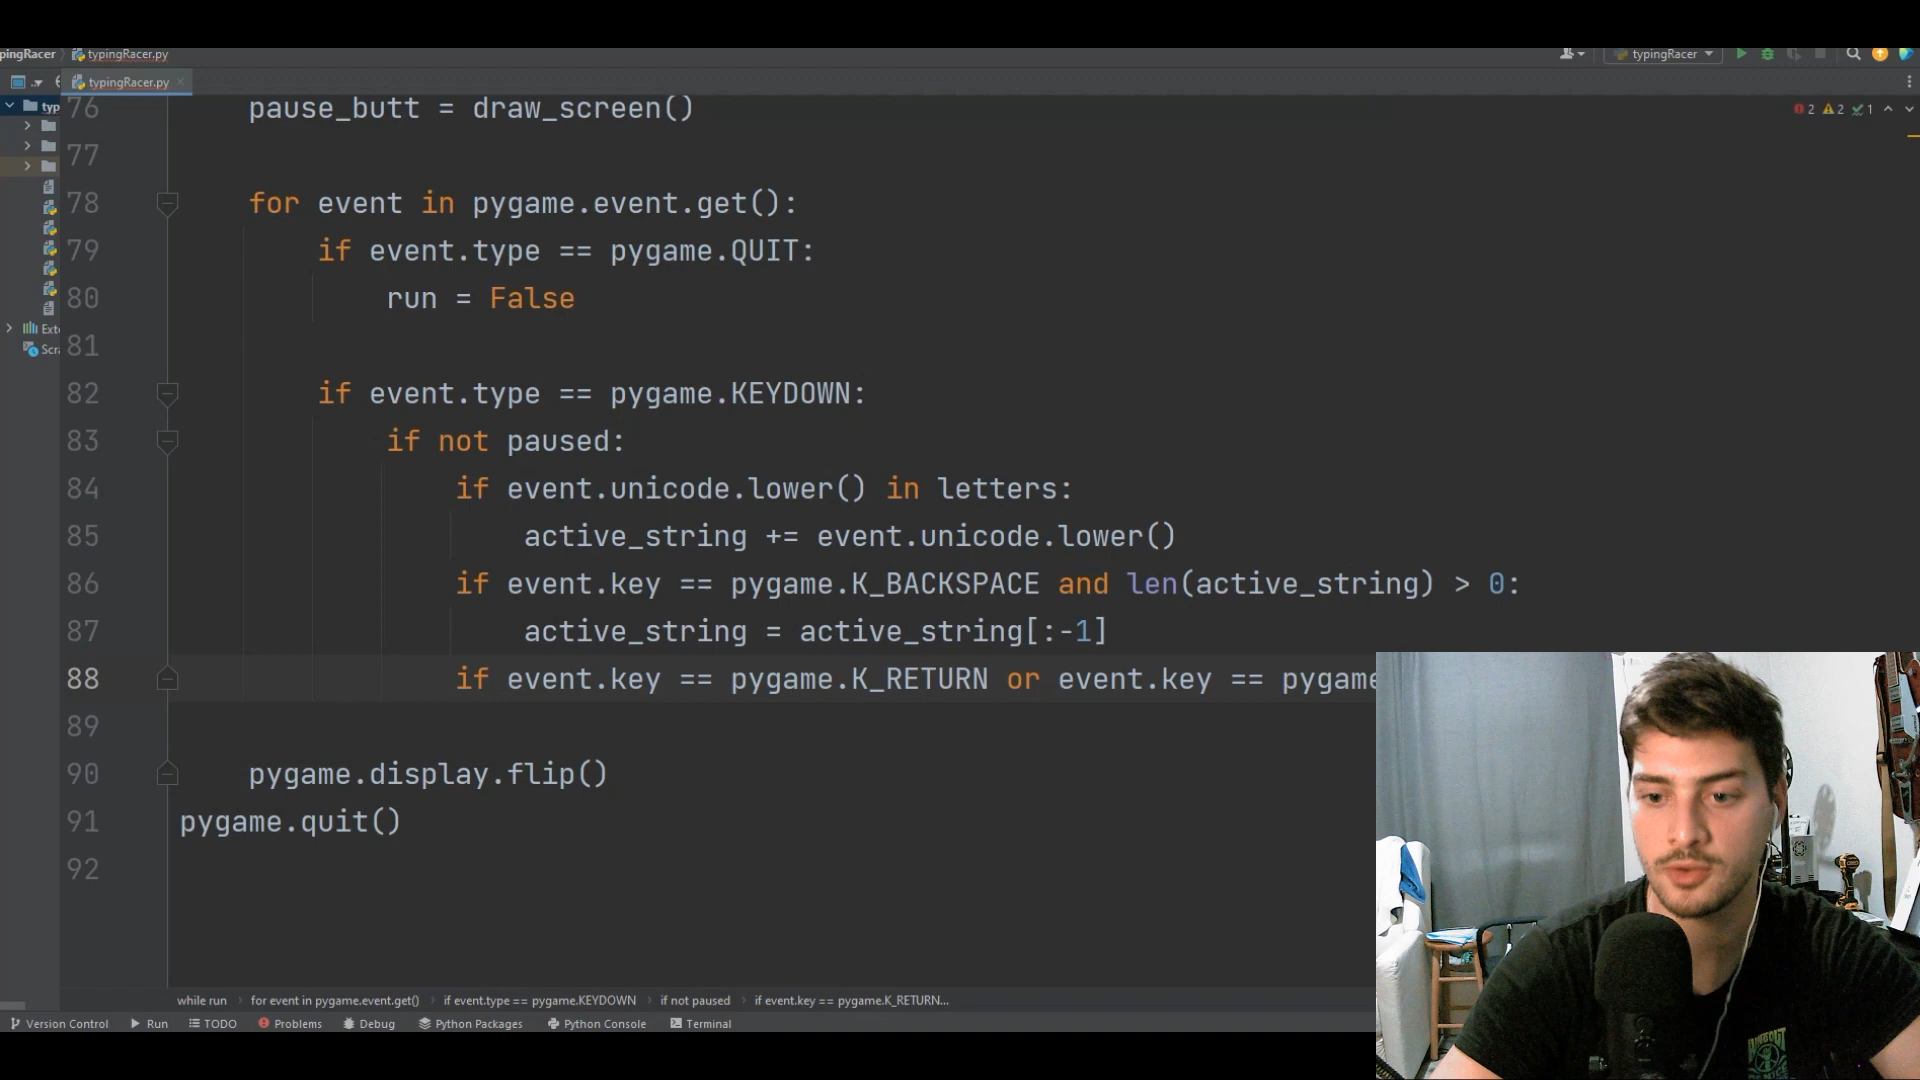 pingRacer typingRacer.py
typingRacer
typingRacer.py
typ
2 2 1
76 pause_butt = draw_screen()
77
78 for event in pygame.event.get():
79 if event.type == pygame.QUIT:
80 run = False
Ext
81
Scra
82 if event.type == pygame.KEYDOWN:
83 if not paused:
84 if event.unicode.lower() in letters:
85 active_string += event.unicode.lower()
86 if event.key == pygame.K_BACKSPACE and len(active_string) > 0:
87 active_string = active_string[:-1]
88 if event.key == pygame.K_RETURN or event.key == pygame
89
90 pygame.display.flip()
91 pygame.quit()
92
while run for event in pygame.event.get() if event.type == pygame.KEYDOWN if not paused if event.key == pygame.K_RETURN...
Version Control Run TODO Problems Debug Python Packages Python Console Terminal